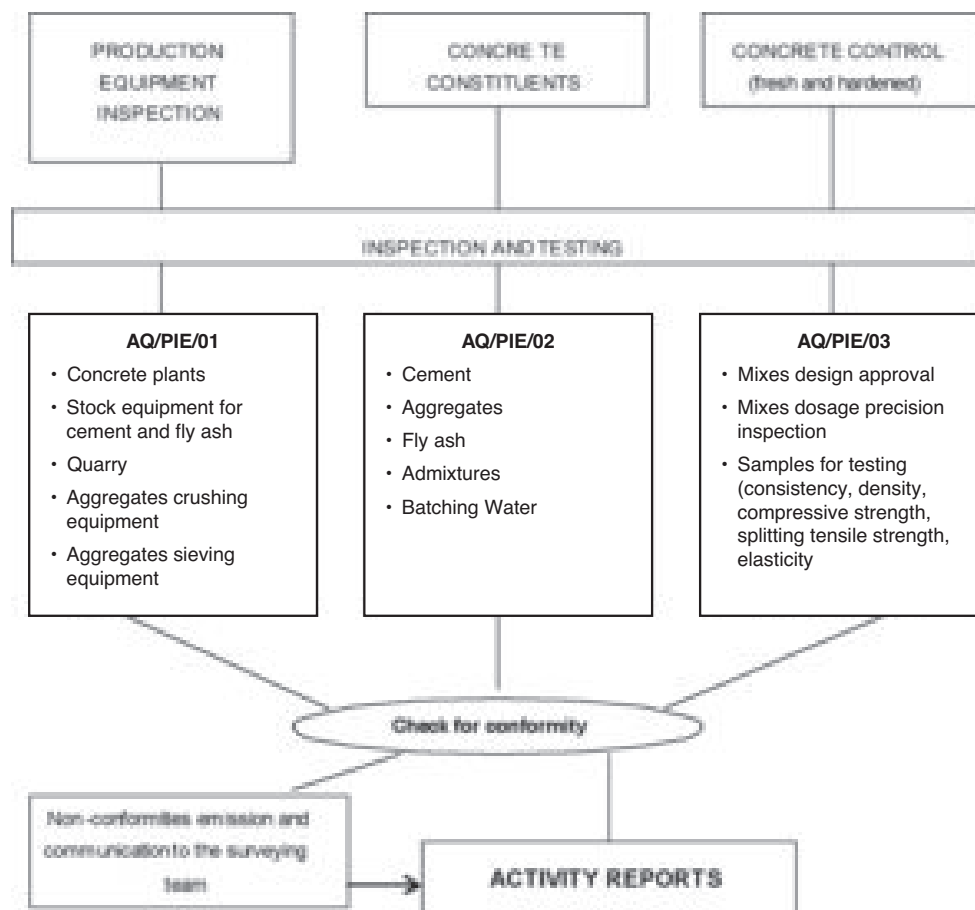 PRODUCTION
EQUIPMENT
INSPECTION
CONCRE TE
CONSTITUENTS
CONCRETE CONTROL
(fresh and hardened)
INSPECTION AND TESTING
AQ/PIE/01
• Concrete plants
• Stock equipment for
cement and fly ash
• Quarry
• Aggregates crushing
equipment
• Aggregates sieving
equipment
AQ/PIE/02
• Cement
• Aggregates
• Fly ash
• Admixtures
• Batching Water
AQ/PIE/03
• Mixes design approval
• Mixes dosage precision
inspection
• Samples for testing
(consistency, density,
compressive strength,
splitting tensile strength,
elasticity
Check for conformity
Non-conformities emission and
communication to the surveying
team
ACTIVITY REPORTS